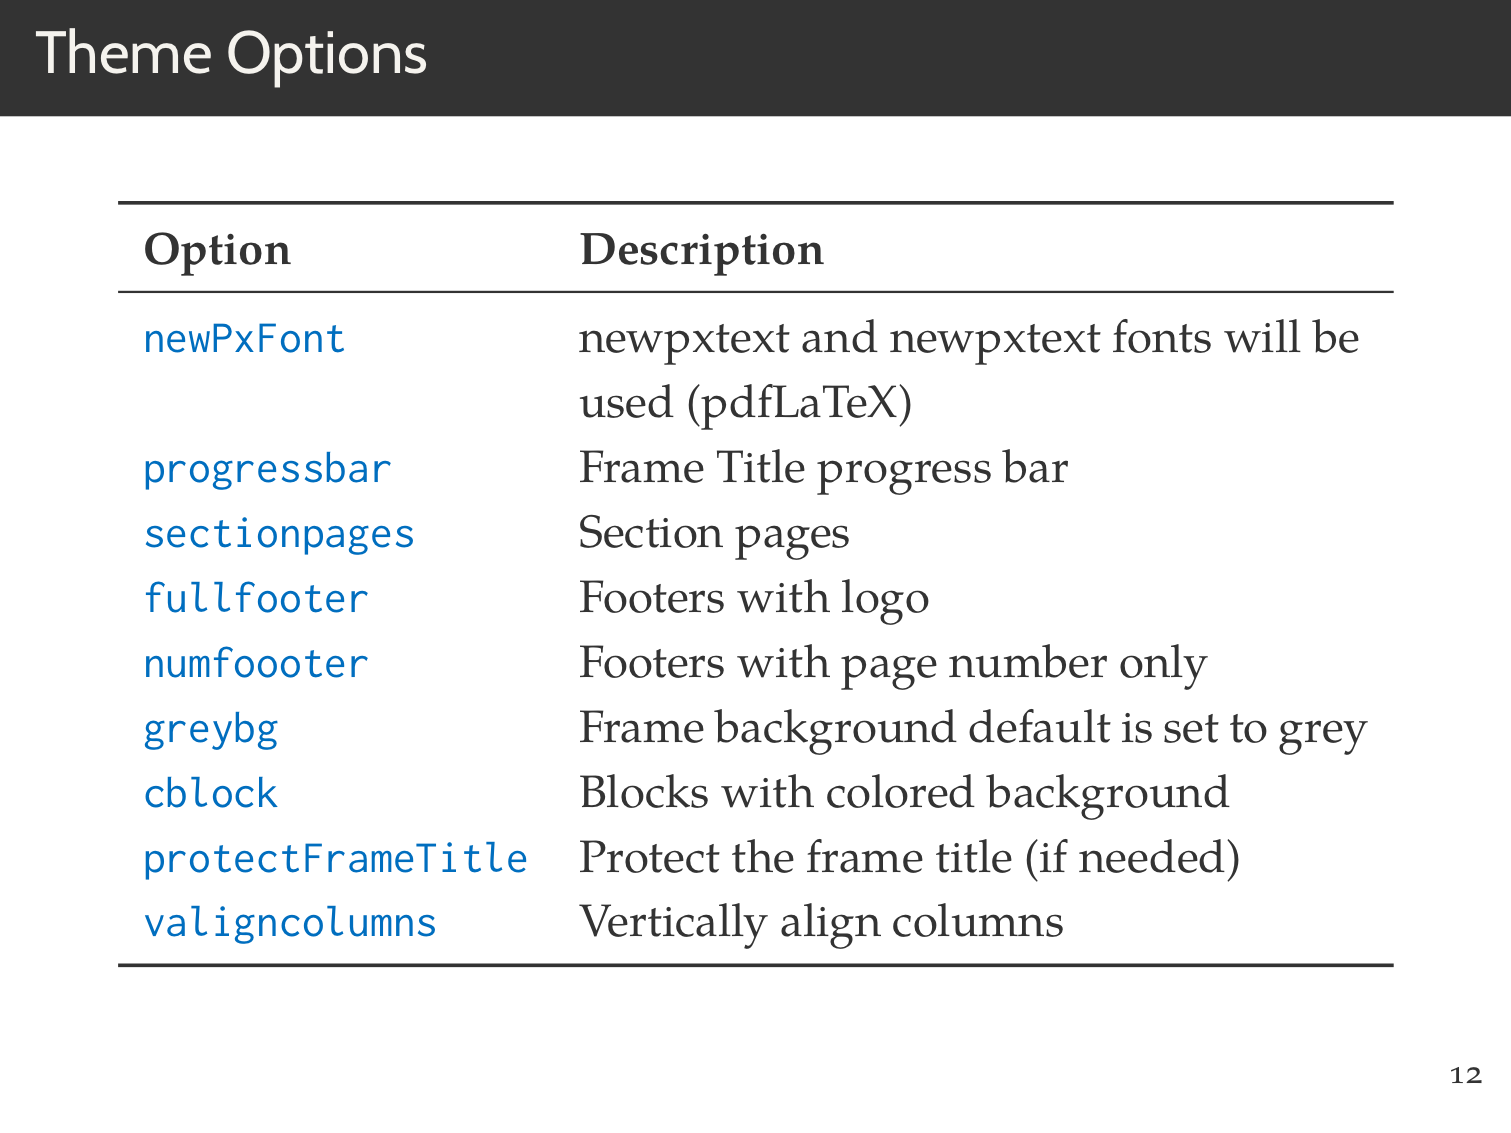 Theme Options
Option Description
newPxFont newpxtext and newpxtext fonts will be
used (pdfLaTeX)
progressbar Frame Title progress bar
sectionpages Section pages
fullfooter Footers with logo
numfoooter Footers with page number only
greybg Frame background default is set to grey
cblock Blocks with colored background
protectFrameTitle Protect the frame title (if needed)
valigncolumns Vertically align columns
12